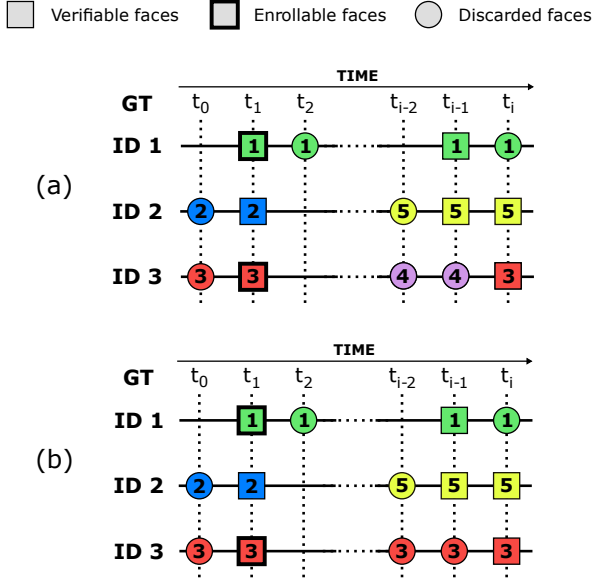 Verifiable faces Enrollable faces Discarded faces
TIME
GT t0 t1 t2 ti-2 ti-1 ti
ID 1 1 1 1 1
(a)
ID 2 2 2 5 5 5
ID 3 3 3 4 4 3
TIME
GT t0 t1 t2 ti-2 ti-1 ti
ID 1 1 1 1 1
(b)
ID 2 2 2 5 5 5
ID 3 3 3 3 3 3